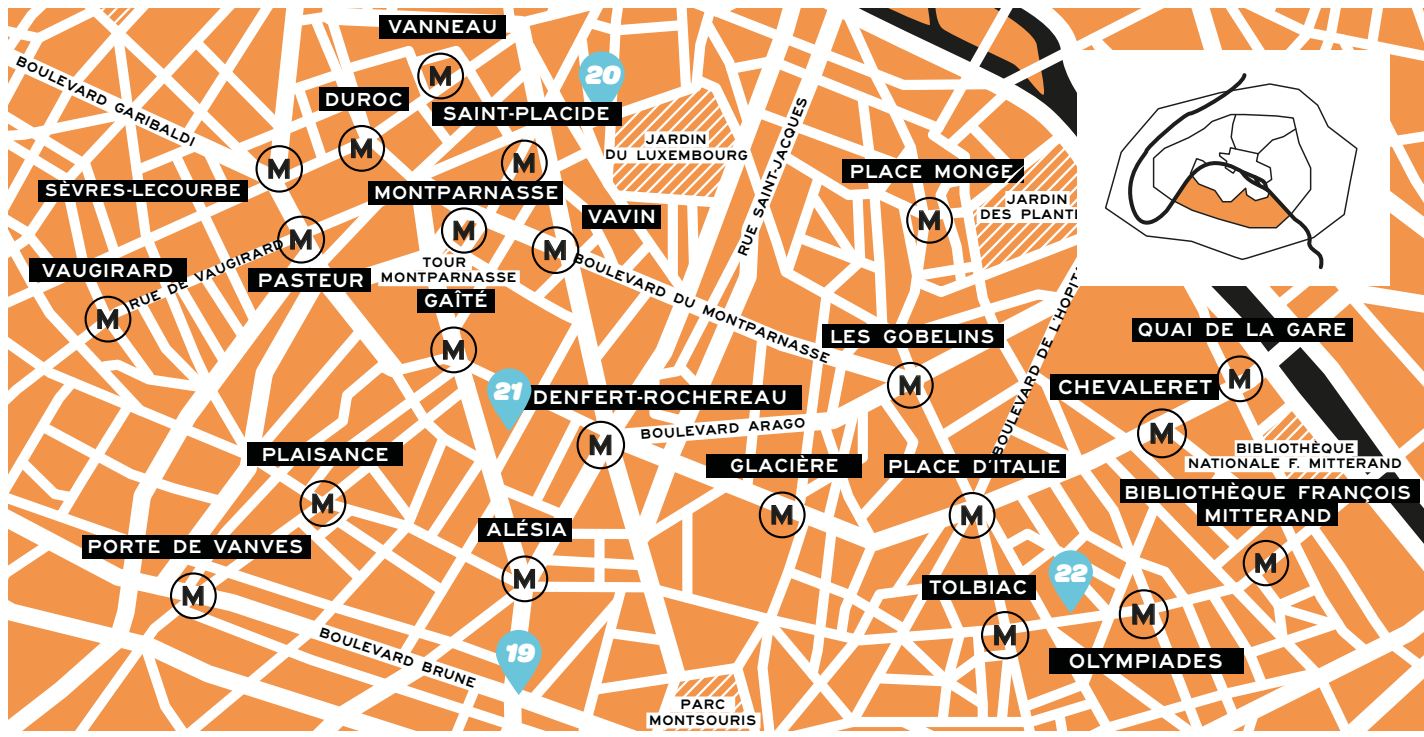 VANNEAU
M
BOULEVARD GARIBALDI
20
DUROC
SAINT-PLACIDE
M
M
M
M
JARDIN
DU LUXEMBOURG
RUE SAINT-JACQUES
PLACE MONGE
SÈVRES-LECOURBE
MONTPARNASSE
VAVIN
JARDIN
DES PLANT
M
M
M
M
TOUR
MONTPARNASSE
VAUGIRARD
RUE DE VAUGIRARD
PASTEUR
BOULEVARD DU MONTPARNASSE
GAÎTÉ
M
M
LES GOBELINS
BOULEVARD DE L'HOPIT
QUAI DE LA GARE
M
CHEVALERET
M
21
DENFERT-ROCHEREAU
M
M
BOULEVARD ARAGO
M
BIBLIOTHÈQUE
NATIONALE F. MITTERAND
PLAISANCE
GLACIÈRE
PLACE D'ITALIE
BIBLIOTHÈQUE FRANÇOIS
MITTERAND
M
M
M
ALÉSIA
PORTE DE VANVES
M
M
M
22
TOLBIAC
M
M
OLYMPIADES
BOULEVARD BRUNE
19
PARC
MONTSOURIS